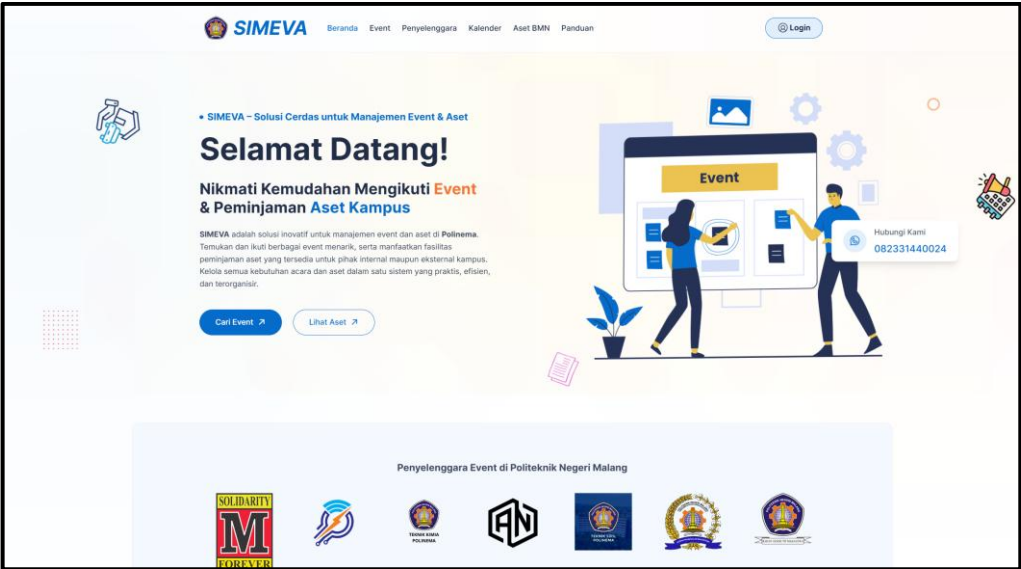 SIMEVA
Beranda Event Penyelenggara Kalender Aset BMN Panduan
Login
• SIMEVA – Solusi Cerdas untuk Manajemen Event & Aset
Selamat Datang!
Nikmati Kemudahan Mengikuti Event
& Peminjaman Aset Kampus
SIMEVA adalah solusi inovatif untuk manajemen event dan aset di Polinema.
Temukan dan ikuti berbagai event menarik, serta manfaatkan fasilitas
peminjaman aset yang tersedia untuk pihak internal maupun eksternal kampus.
Kelola semua kebutuhan acara dan aset dalam satu sistem yang praktis, efisien,
dan terorganisir.
Cari Event
Lihat Aset
Event
Hubungi Kami
082331440024
Penyelenggara Event di Politeknik Negeri Malang
SOLIDARITY
M
FOREVER
TEKNIK KIMIA
POLINEMA
AN
TEKNIK SIPIL
POLINEMA